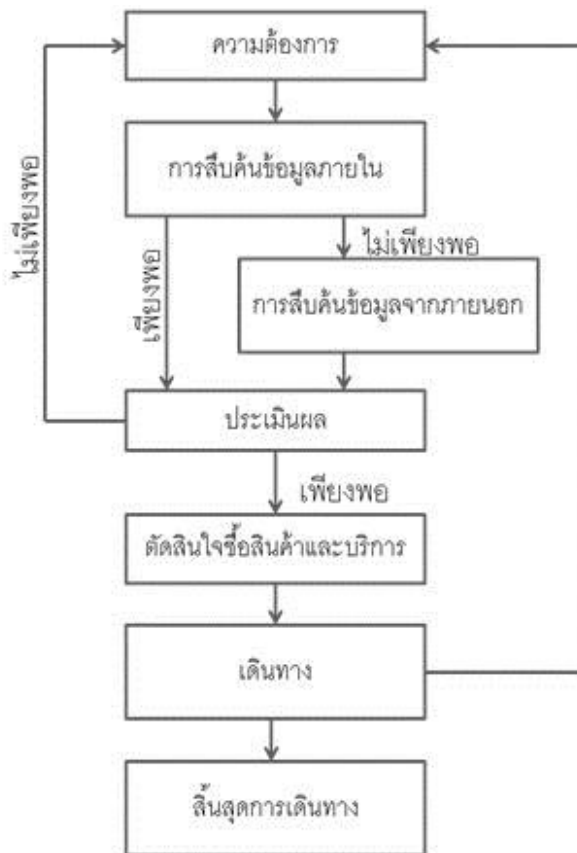 ความต้องการ
การสืบค้นข้อมูลภายใน
ไม่เพียงพอ
ไม่เพียงพอ
เพียงพอ
การสืบค้นข้อมูลจากภายนอก
ประเมินผล
เพียงพอ
ตัดสินใจซื้อสินค้าและบริการ
เดินทาง
สิ้นสุดการเดินทาง